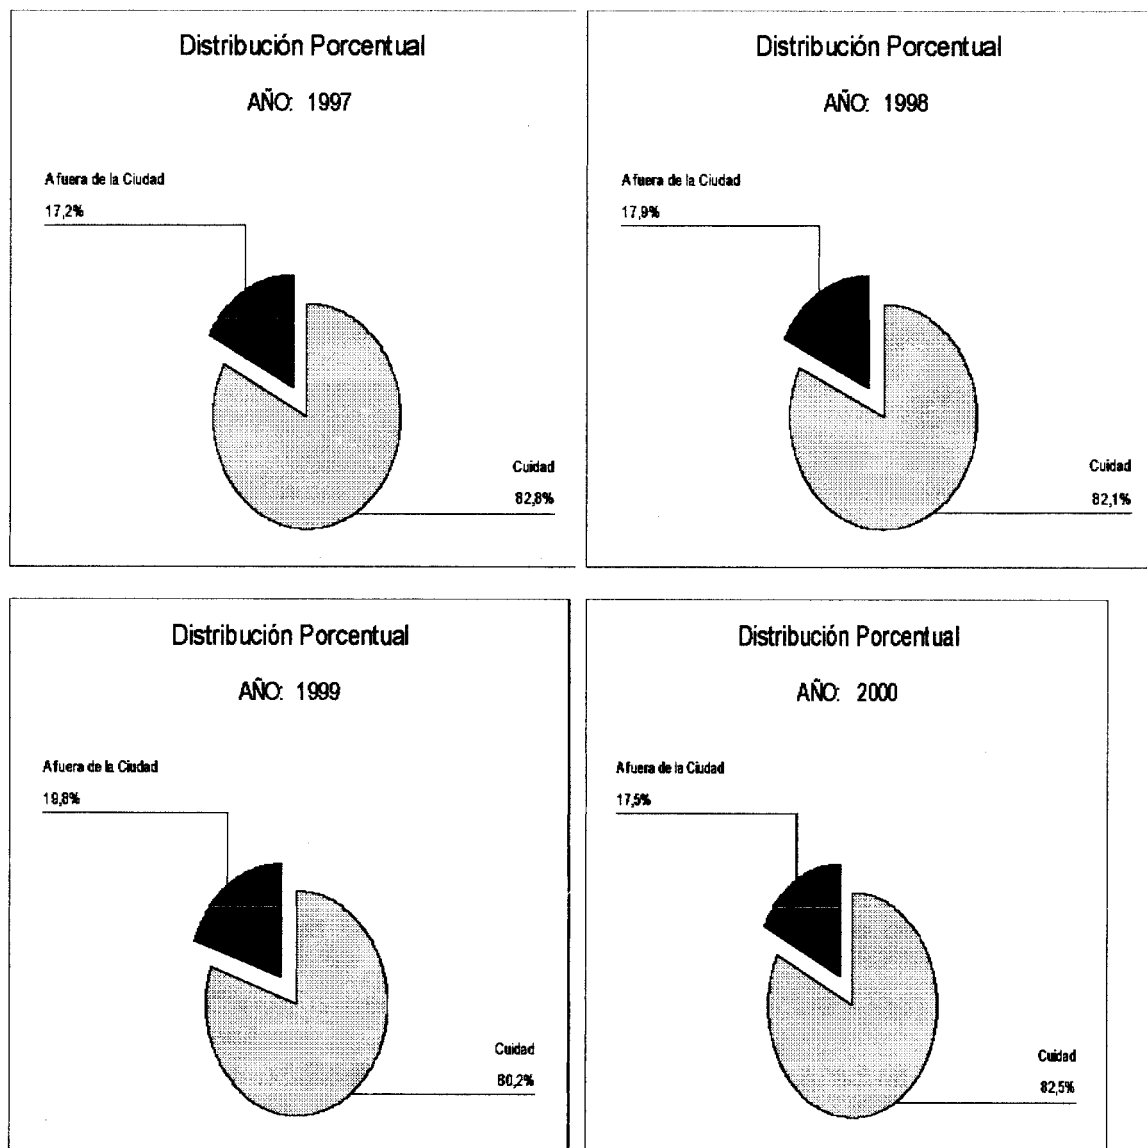 Distribución Porcentual
AÑO: 1997
Afuera de la Ciudad
17,2%
Cuidad
82,8%
Distribución Porcentual
AÑO: 1998
Afuera de la Ciudad
17,9%
Cuidad
82,1%
Distribución Porcentual
AÑO: 1999
Afuera de la Ciudad
19,8%
Cuidad
80,2%
Distribución Porcentual
AÑO: 2000
Afuera de la Ciudad
17,5%
Cuidad
82,5%